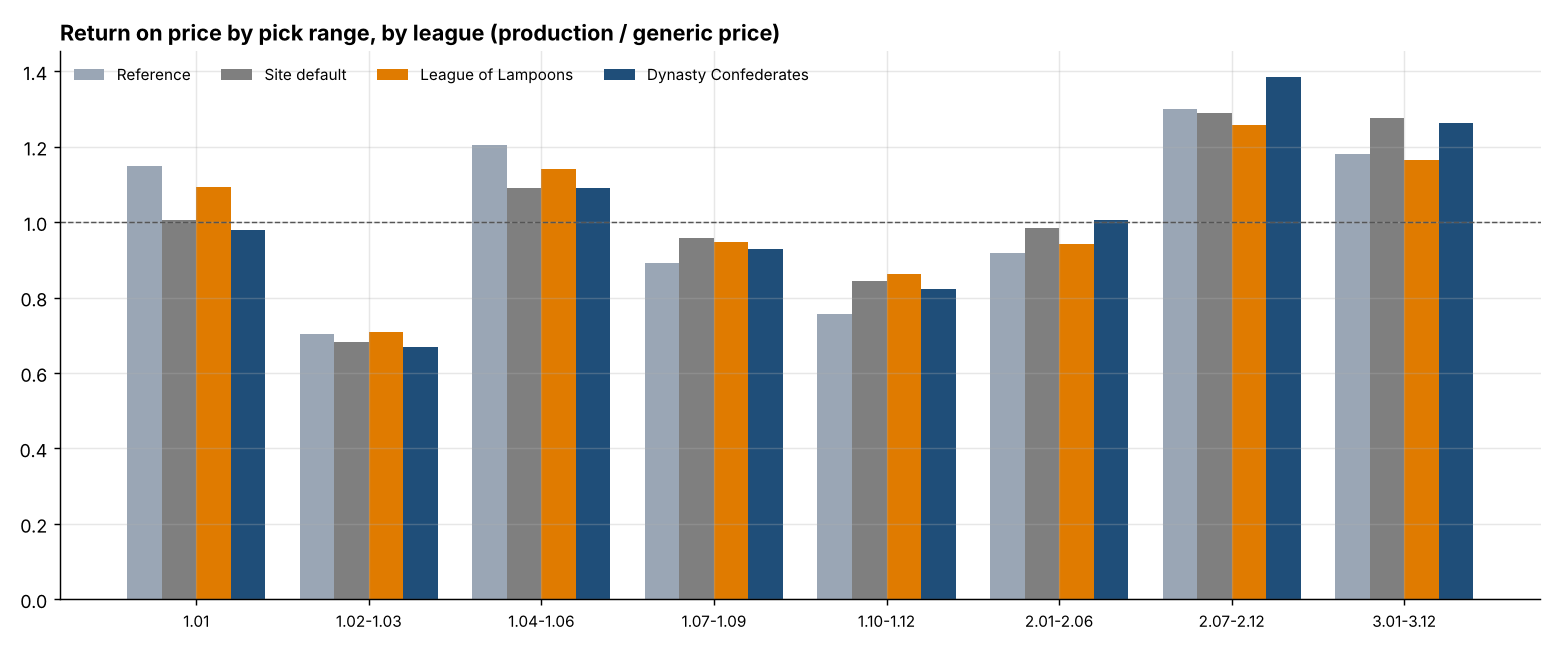 Return on price by pick range, by league (production / generic price)
Reference Site default League of Lampoons Dynasty Confederates
1.4
1.2
1.0
0.8
0.6
0.4
0.2
0.0
1.01 1.02-1.03 1.04-1.06 1.07-1.09 1.10-1.12 2.01-2.06 2.07-2.12 3.01-3.12